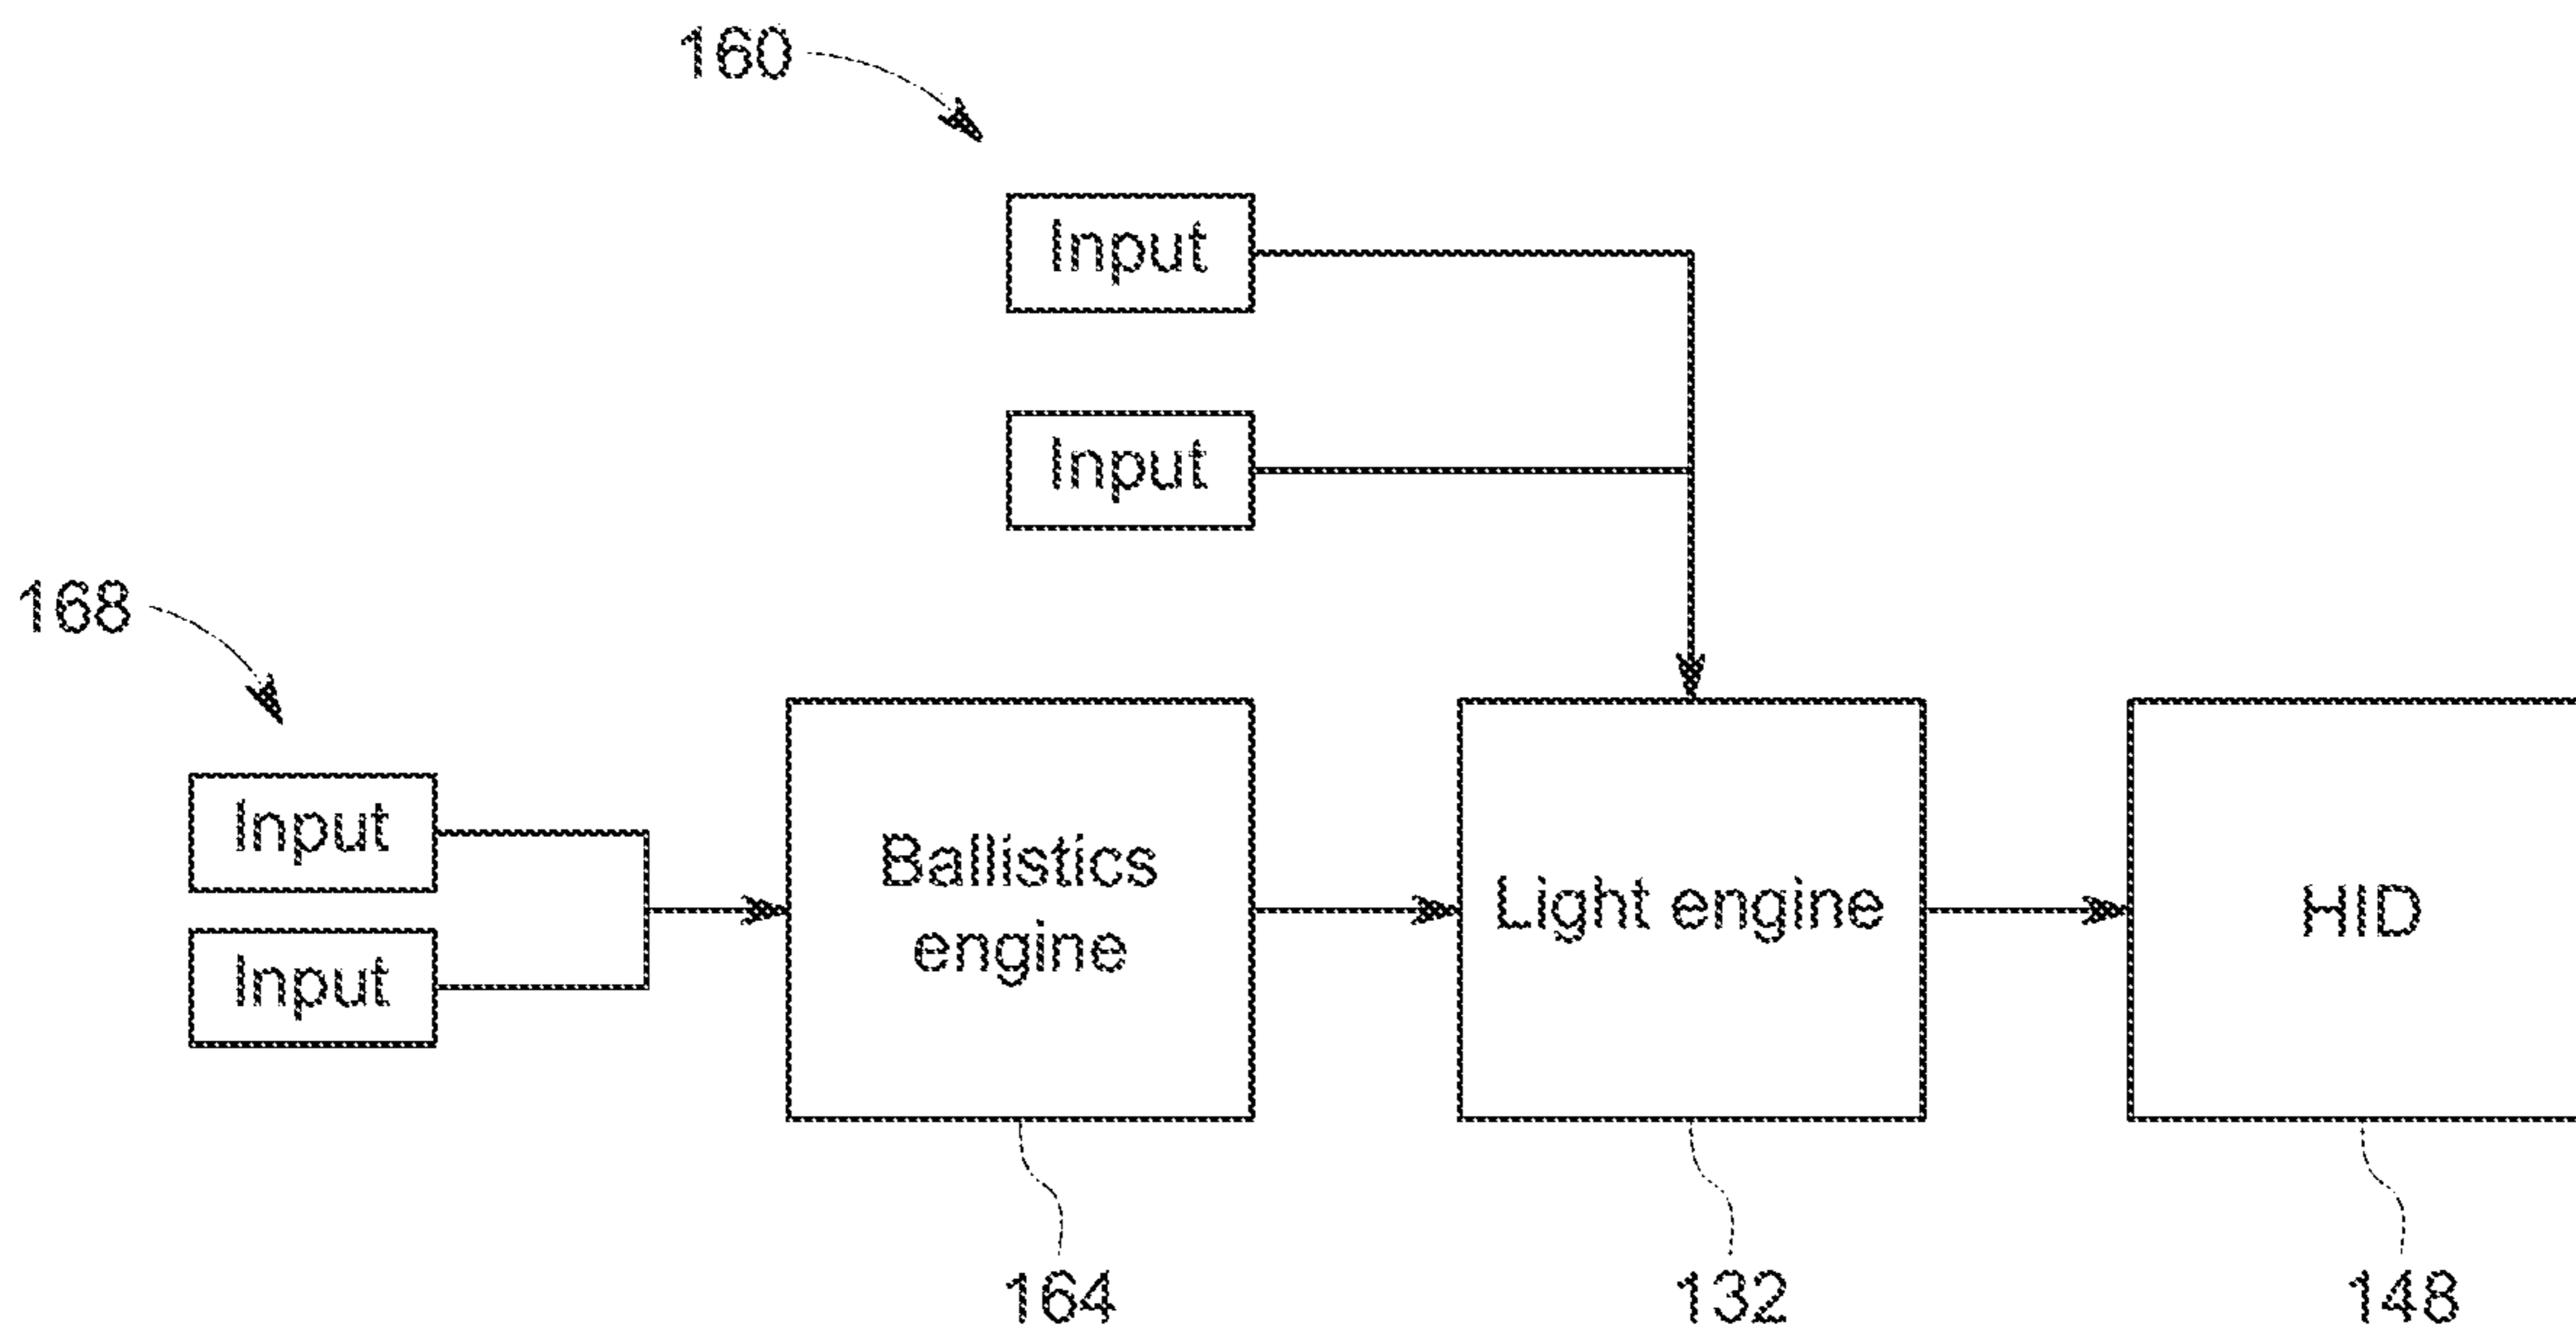 160
Input
Input
168
Input
Input
Ballistics
engine
Light engine
HID
164
132
148